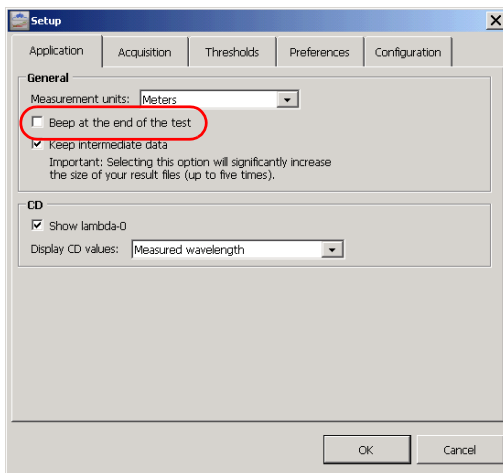 Setup
Application Acquisition Thresholds Preferences Configuration
General
Measurement units: Meters
Beep at the end of the test
Keep intermediate data
Important: Selecting this option will significantly increase
the size of your result files (up to five times).
CD
Show lambda-0
Display CD values: Measured wavelength
OK Cancel